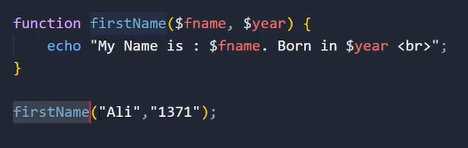 function firstName($fname, $year) {
    echo "My Name is : $fname. Born in $year <br>";
}
firstName("Ali","1371");